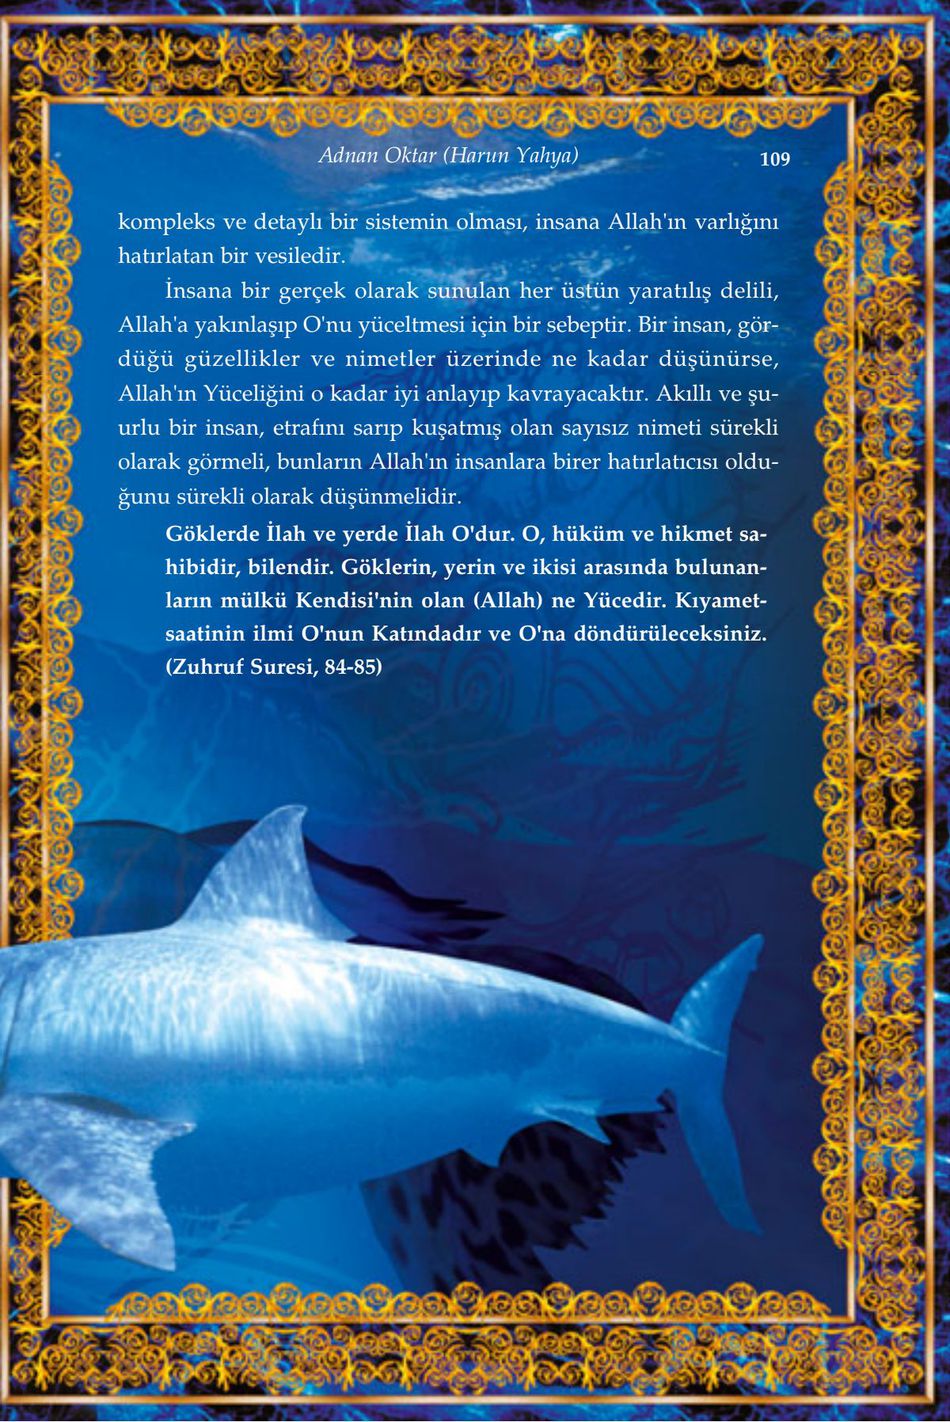 Adnan Oktar (Harun Yahya)
109
kompleks ve detaylı bir sistemin olması, insana Allah'ın varlığını
hatırlatan bir vesiledir.
İnsana bir gerçek olarak sunulan her üstün yaratılış delili,
Allah'a yakınlaşıp O'nu yüceltmesi için bir sebeptir. Bir insan, gör-
düğü güzellikler ve nimetler üzerinde ne kadar düşünürse,
Allah'ın Yüceliğini o kadar iyi anlayıp kavrayacaktır. Akıllı ve şu-
urlu bir insan, etrafını sarıp kuşatmış olan sayısız nimeti sürekli
olarak görmeli, bunların Allah'ın insanlara birer hatırlatıcısı oldu-
ğunu sürekli olarak düşünmelidir.
Göklerde İlah ve yerde İlah O'dur. O, hüküm ve hikmet sa-
hibidir, bilendir. Göklerin, yerin ve ikisi arasında bulunan-
ların mülkü Kendisi'nin olan (Allah) ne Yücedir. Kıyamet-
saatinin ilmi O'nun Katındadır ve O'na döndürüleceksiniz.
(Zuhruf Suresi, 84-85)